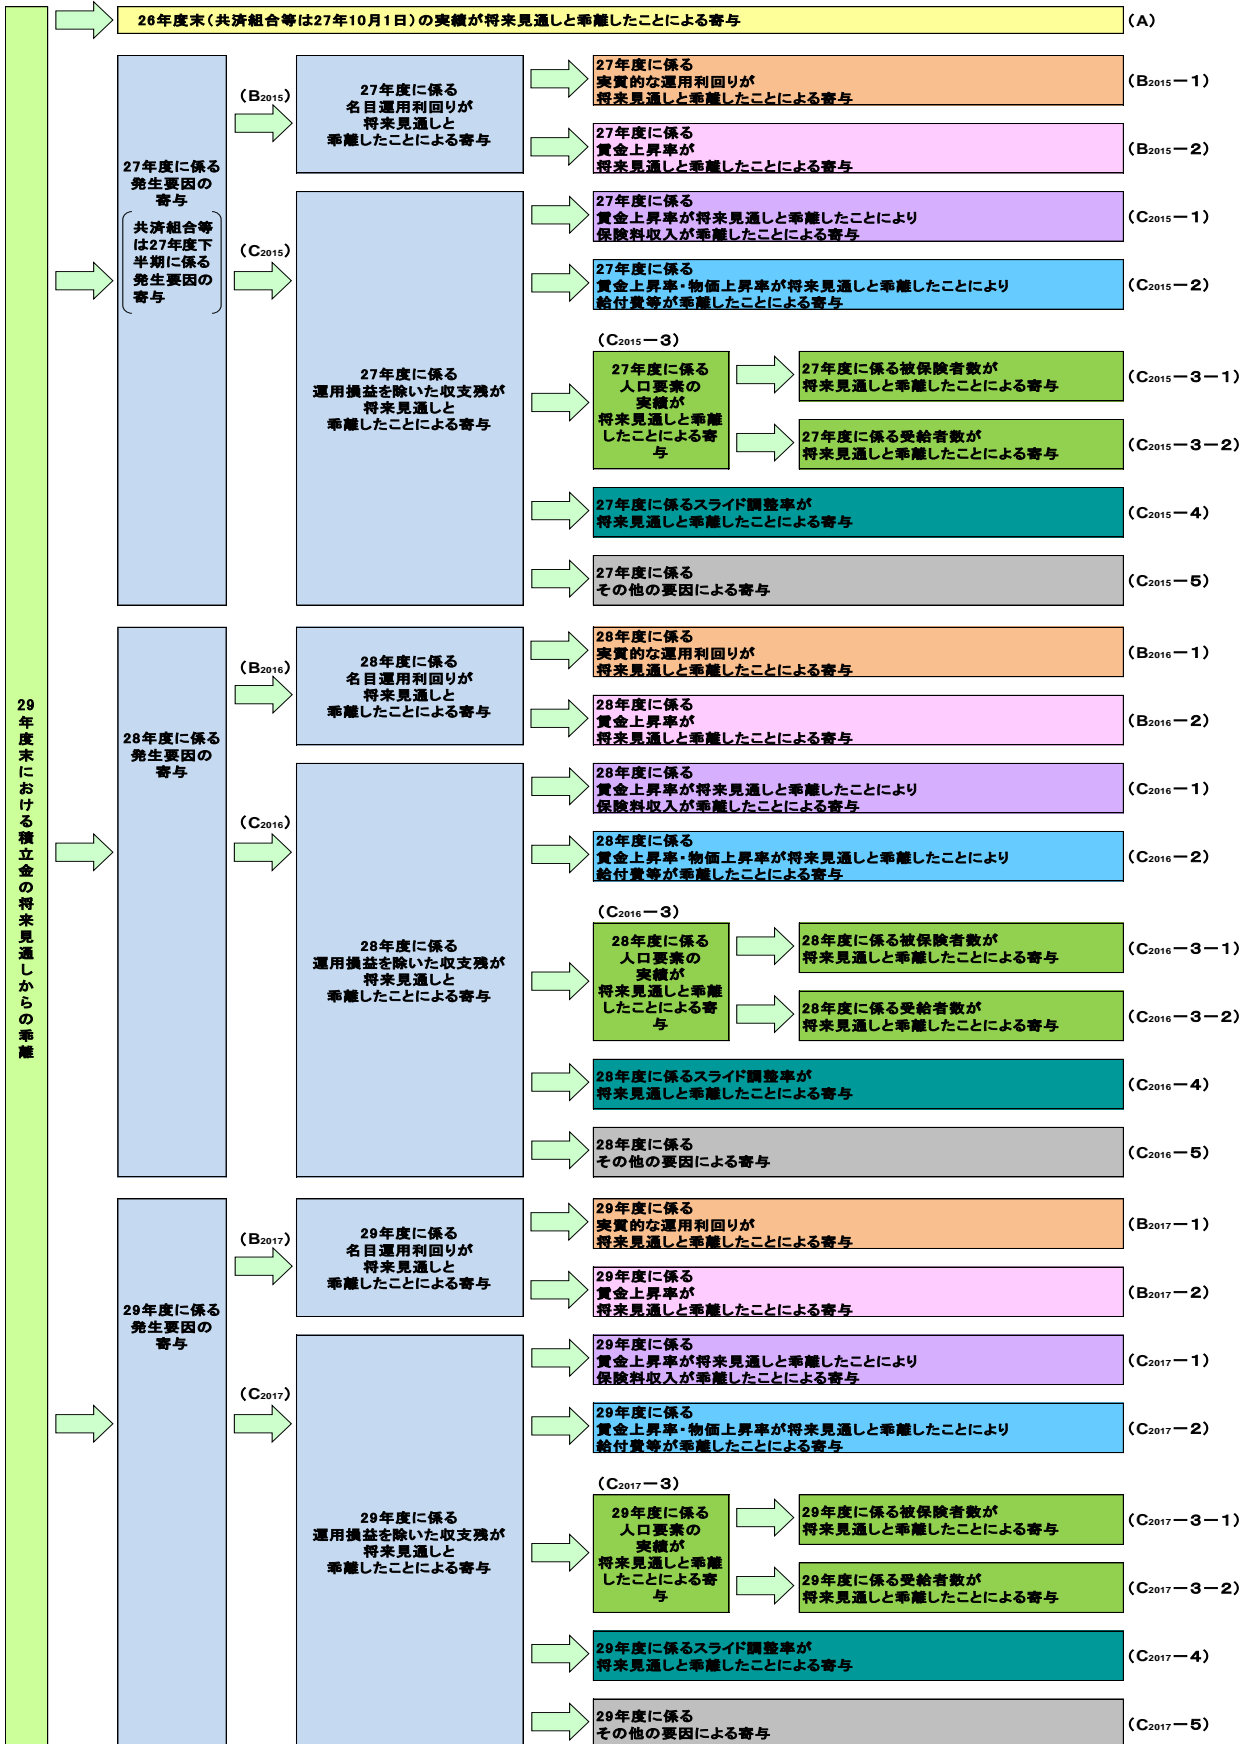 29年度末における積立金の将来見通しからの乖離
26年度末(共済組合等は27年10月1日)の実績が将来見通しと乖離したことによる寄与
(A)
27年度に係る
発生要因の
寄与
共済組合等
は27年度下
半期に係る
発生要因の
寄与
(B2015)
27年度に係る
名目運用利回りが
将来見通しと
乖離したことによる寄与
27年度に係る
実質的な運用利回りが
将来見通しと乖離したことによる寄与
(B2015-1)
27年度に係る
賃金上昇率が
将来見通しと乖離したことによる寄与
(B2015-2)
(C2015)
27年度に係る
運用損益を除いた収支残が
将来見通しと
乖離したことによる寄与
27年度に係る
賃金上昇率が将来見通しと乖離したことにより
保険料収入が乖離したことによる寄与
(C2015-1)
27年度に係る
賃金上昇率・物価上昇率が将来見通しと乖離したことにより
給付費等が乖離したことによる寄与
(C2015-2)
(C2015-3)
27年度に係る
人口要素の
実績が
将来見通しと乖離
したことによる寄
与
27年度に係る被保険者数が
将来見通しと乖離したことによる寄与
(C2015-3-1)
27年度に係る受給者数が
将来見通しと乖離したことによる寄与
(C2015-3-2)
27年度に係るスライド調整率が
将来見通しと乖離したことによる寄与
(C2015-4)
27年度に係る
その他の要因による寄与
(C2015-5)
28年度に係る
発生要因の
寄与
(B2016)
28年度に係る
名目運用利回りが
将来見通しと
乖離したことによる寄与
28年度に係る
実質的な運用利回りが
将来見通しと乖離したことによる寄与
(B2016-1)
28年度に係る
賃金上昇率が
将来見通しと乖離したことによる寄与
(B2016-2)
(C2016)
28年度に係る
運用損益を除いた収支残が
将来見通しと
乖離したことによる寄与
28年度に係る
賃金上昇率が将来見通しと乖離したことにより
保険料収入が乖離したことによる寄与
(C2016-1)
28年度に係る
賃金上昇率・物価上昇率が将来見通しと乖離したことにより
給付費等が乖離したことによる寄与
(C2016-2)
(C2016-3)
28年度に係る
人口要素の
実績が
将来見通しと乖離
したことによる寄
与
28年度に係る被保険者数が
将来見通しと乖離したことによる寄与
(C2016-3-1)
28年度に係る受給者数が
将来見通しと乖離したことによる寄与
(C2016-3-2)
28年度に係るスライド調整率が
将来見通しと乖離したことによる寄与
(C2016-4)
28年度に係る
その他の要因による寄与
(C2016-5)
29年度に係る
発生要因の
寄与
(B2017)
29年度に係る
名目運用利回りが
将来見通しと
乖離したことによる寄与
29年度に係る
実質的な運用利回りが
将来見通しと乖離したことによる寄与
(B2017-1)
29年度に係る
賃金上昇率が
将来見通しと乖離したことによる寄与
(B2017-2)
(C2017)
29年度に係る
運用損益を除いた収支残が
将来見通しと
乖離したことによる寄与
29年度に係る
賃金上昇率が将来見通しと乖離したことにより
保険料収入が乖離したことによる寄与
(C2017-1)
29年度に係る
賃金上昇率・物価上昇率が将来見通しと乖離したことにより
給付費等が乖離したことによる寄与
(C2017-2)
(C2017-3)
29年度に係る
人口要素の
実績が
将来見通しと乖離
したことによる寄
与
29年度に係る被保険者数が
将来見通しと乖離したことによる寄与
(C2017-3-1)
29年度に係る受給者数が
将来見通しと乖離したことによる寄与
(C2017-3-2)
29年度に係るスライド調整率が
将来見通しと乖離したことによる寄与
(C2017-4)
29年度に係る
その他の要因による寄与
(C2017-5)